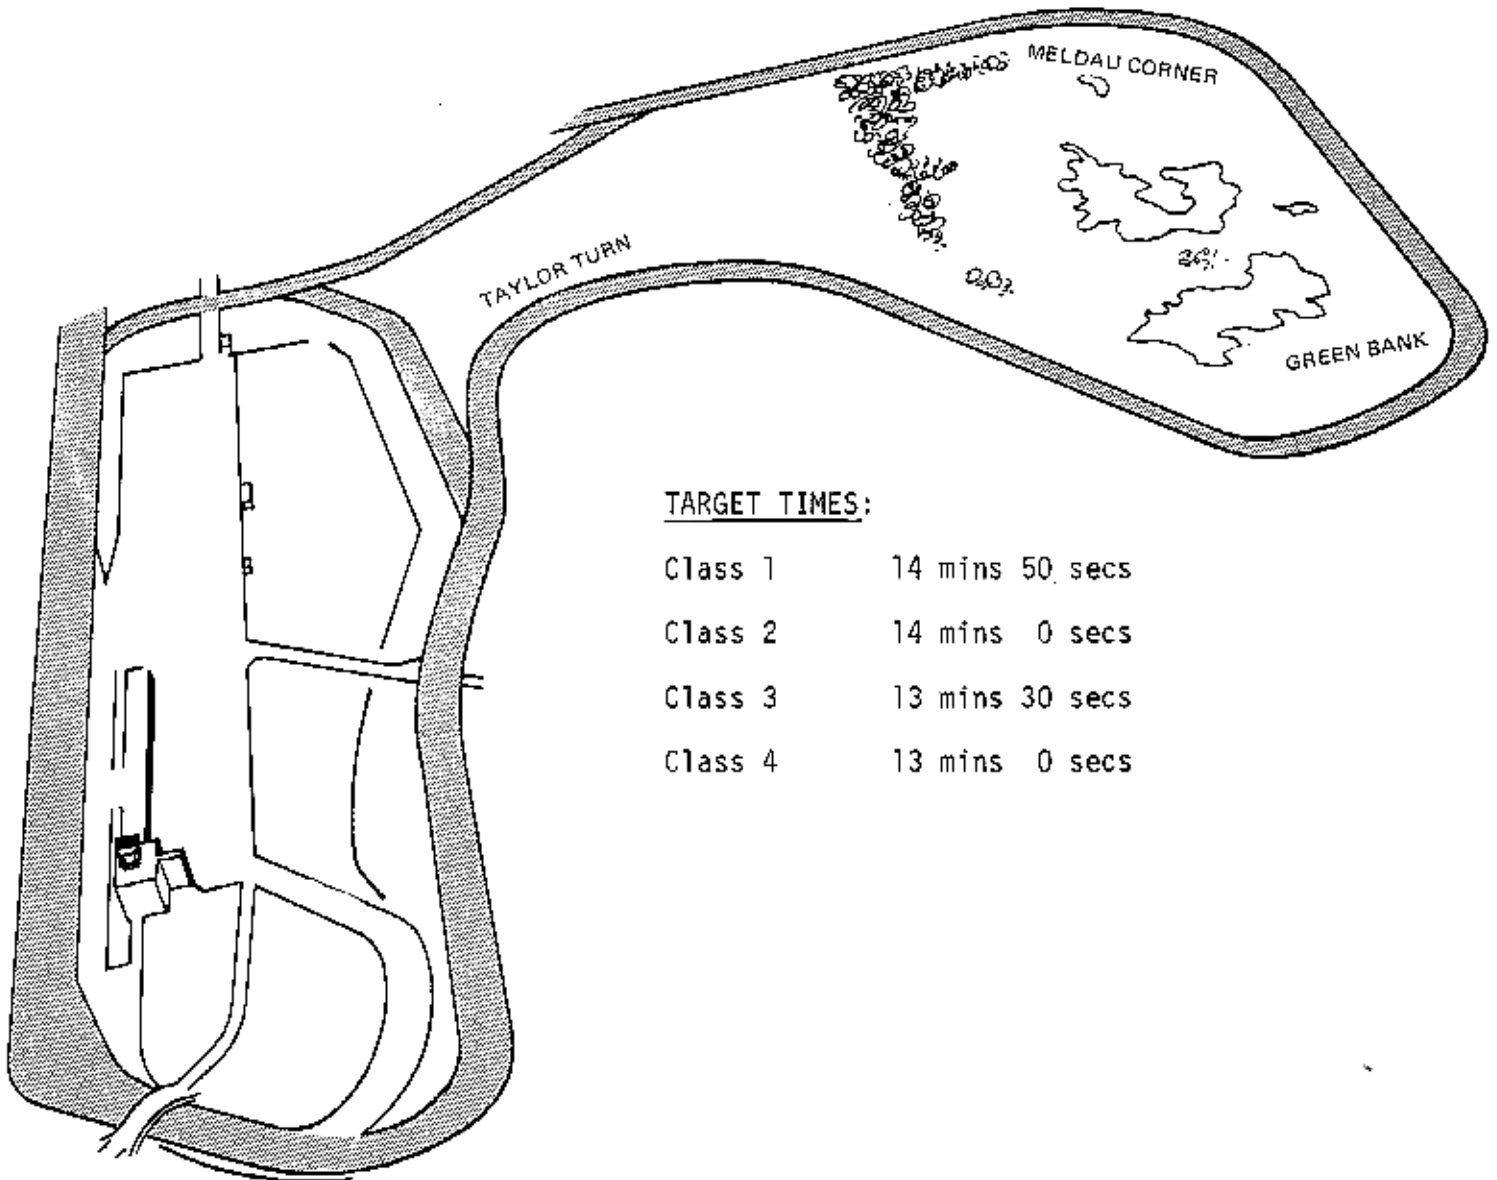 MELDAU CORNER
TAYLOR TURN
GREEN BANK
TARGET TIMES:
Class 1 14 mins 50 secs
Class 2 14 mins 0 secs
Class 3 13 mins 30 secs
Class 4 13 mins 0 secs